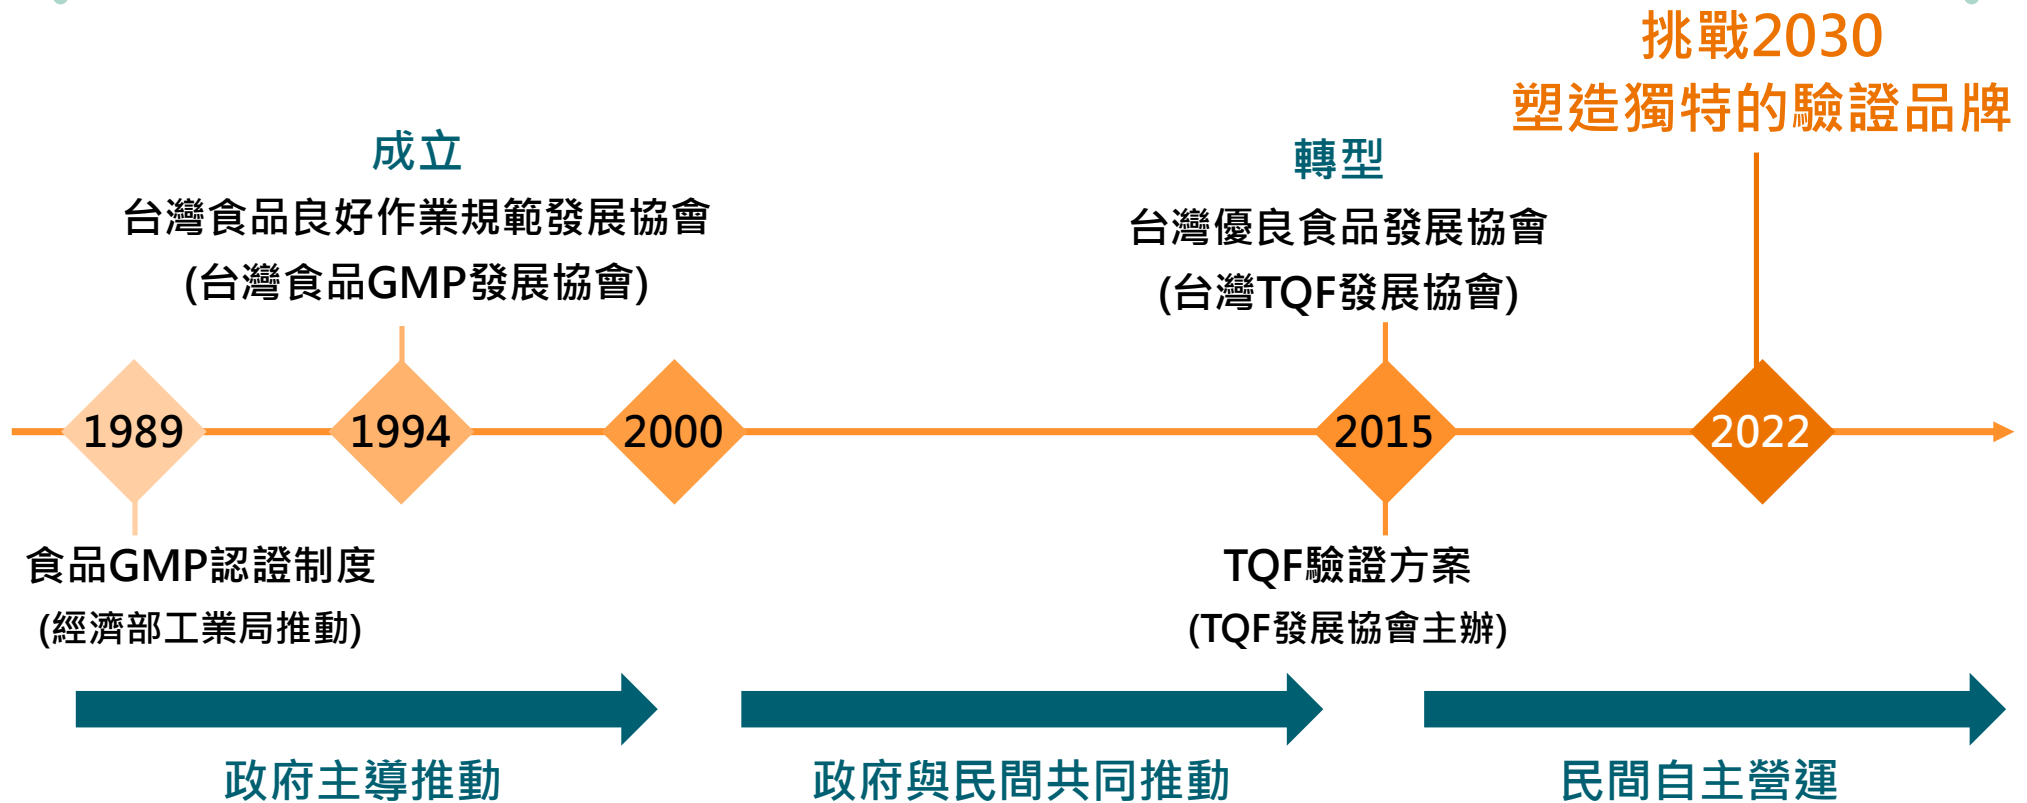 挑戰2030
塑造獨特的驗證品牌
成立
台灣食品良好作業規範發展協會
(台灣食品GMP發展協會)
轉型
台灣優良食品發展協會
(台灣TQF發展協會)
1989
1994
2000
2015
2022
食品GMP認證制度
(經濟部工業局推動)
TQF驗證方案
(TQF發展協會主辦)
政府主導推動
政府與民間共同推動
民間自主營運